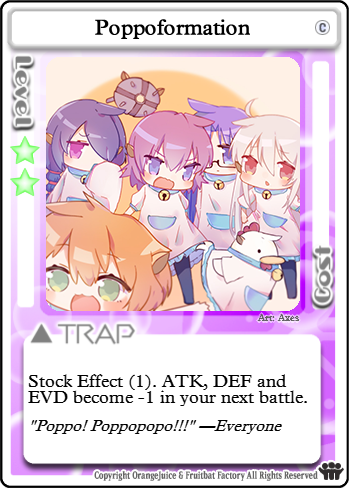 Poppoformation
C
Level
Cost
Art: Axes
TRAP
Stock Effect (1). ATK, DEF and
EVD become -1 in your next battle.
"Poppo! Poppopopo!!!" —Everyone
Copyright OrangeJuice & Fruitbat Factory All Rights Reserved